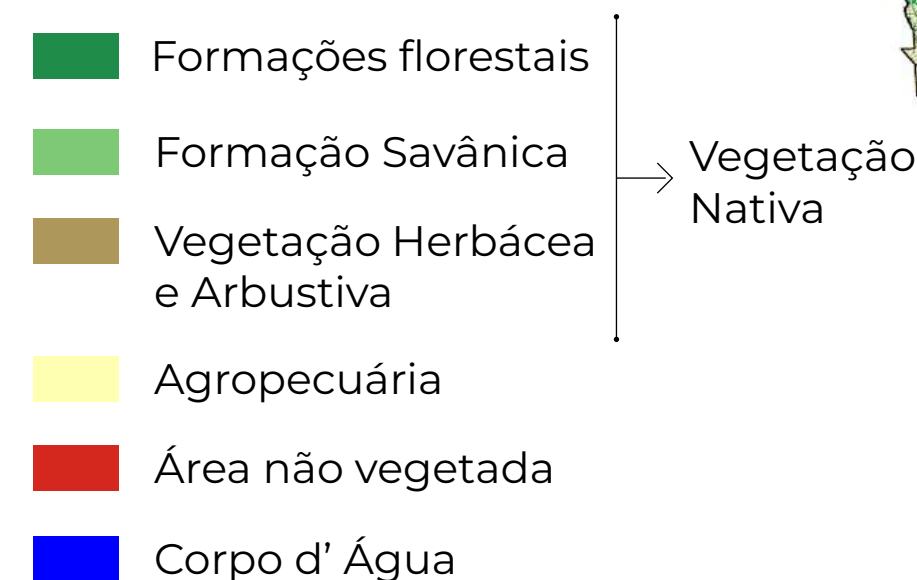 Formações florestais
Formação Savânica
Vegetação Herbácea
e Arbustiva
Vegetação
Nativa
Agropecuária
Área não vegetada
Corpo d’ Água